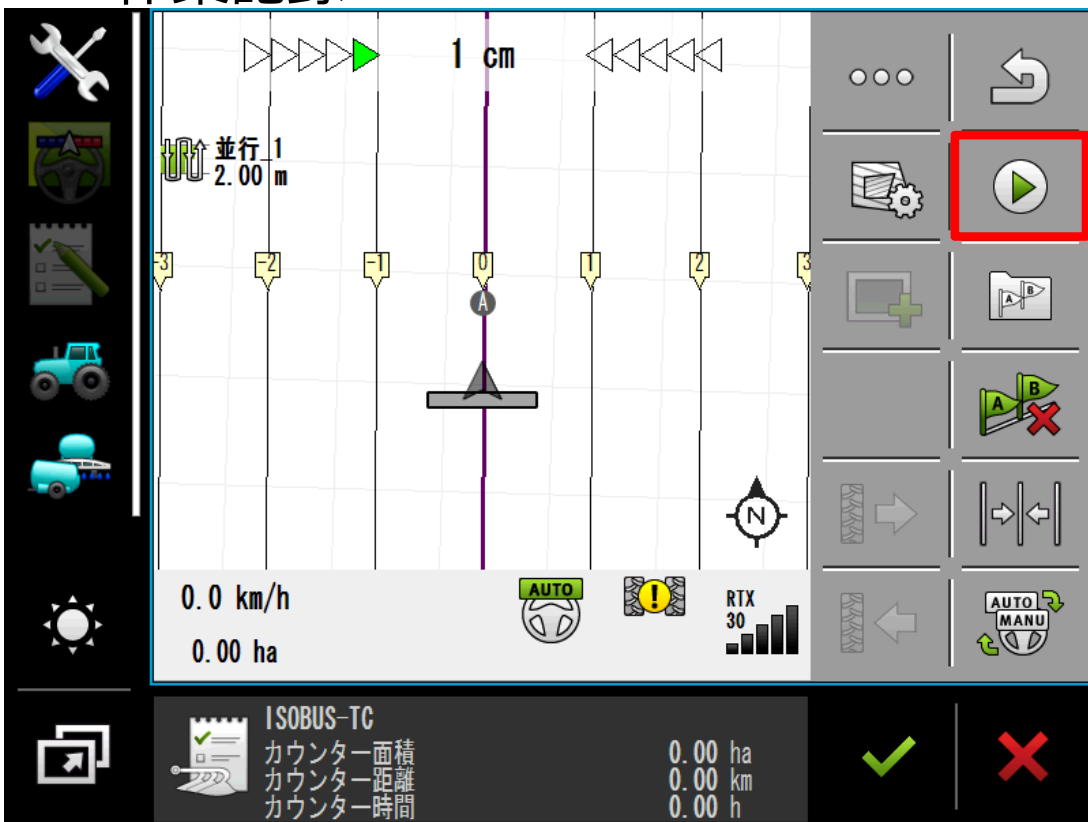 1 cm
並行_1
2.00 m
-3 -2 -1 0 1 2 3
A
N
0.0 km/h
0.00 ha
AUTO
RTX
30
A B
A B
AUTO
MANU
ISOBUS-TC
カウンター面積 0.00 ha
カウンター距離 0.00 km
カウンター時間 0.00 h